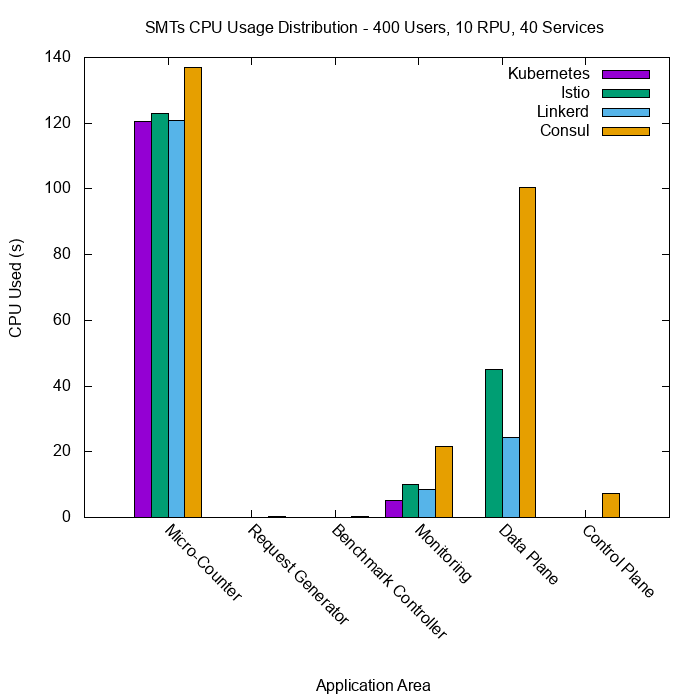 SMTs CPU Usage Distribution - 400 Users, 10 RPU, 40 Services
140
120
100
80
60
40
20
0
CPU Used (s)
Kubernetes
Istio
Linkerd
Consul
Micro-Counter
Request Generator
Benchmark Controller
Monitoring
Data Plane
Control Plane
Application Area